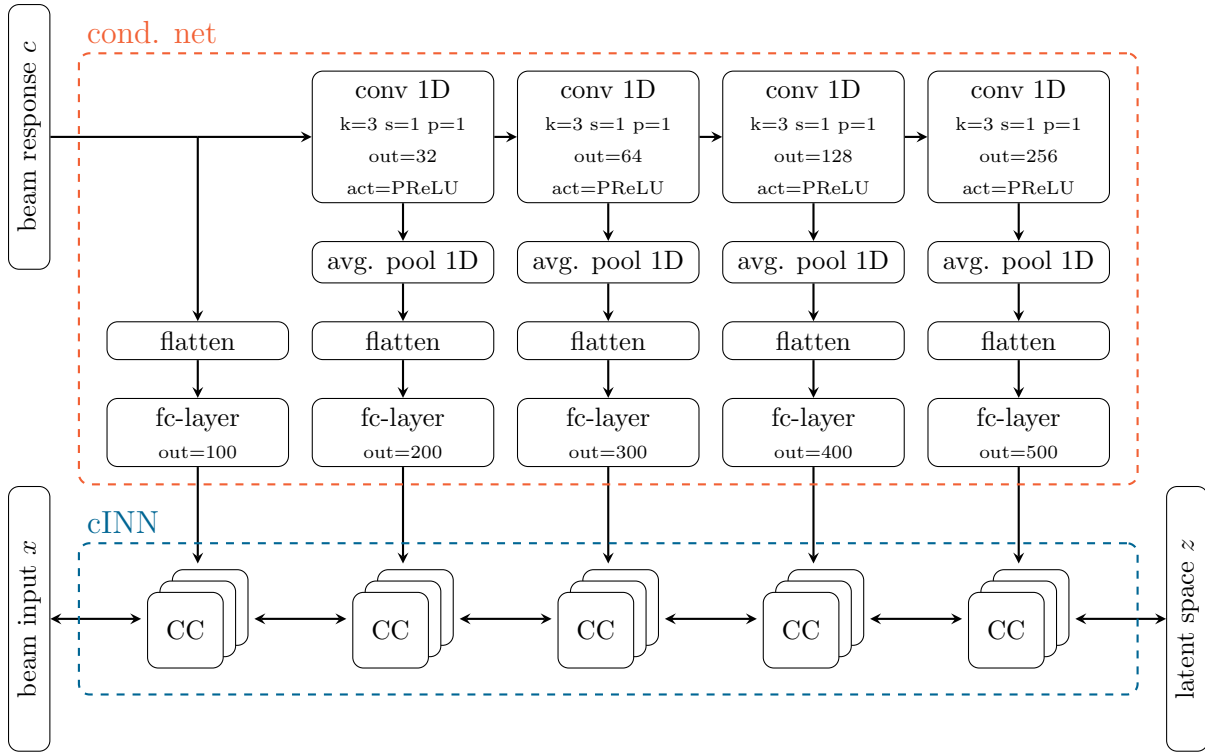 beam response c
cond. net
conv 1D
k=3 s=1 p=1
out=32
act=PReLU
conv 1D
k=3 s=1 p=1
out=64
act=PReLU
conv 1D
k=3 s=1 p=1
out=128
act=PReLU
conv 1D
k=3 s=1 p=1
out=256
act=PReLU
avg. pool 1D
avg. pool 1D
avg. pool 1D
avg. pool 1D
flatten
flatten
flatten
flatten
flatten
fc-layer
out=100
fc-layer
out=200
fc-layer
out=300
fc-layer
out=400
fc-layer
out=500
beam input x
cINN
CC
CC
CC
CC
CC
latent space z